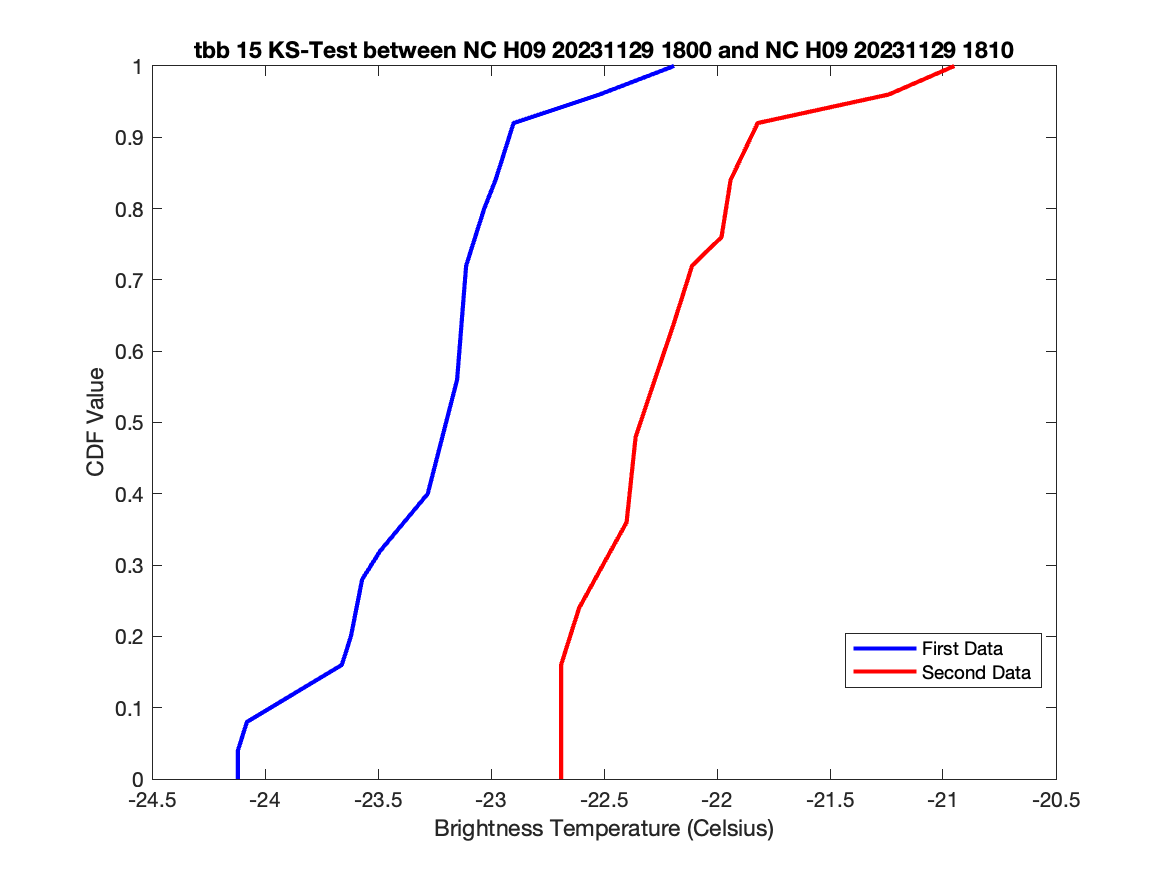 tbb 15 KS-Test between NC H09 20231129 1800 and NC H09 20231129 1810
1
0.9
0.8
0.7
0.6
0.5
0.4
0.3
0.2
0.1
0
CDF Value
First Data
Second Data
-24.5 -24 -23.5 -23 -22.5 -22 -21.5 -21 -20.5
Brightness Temperature (Celsius)